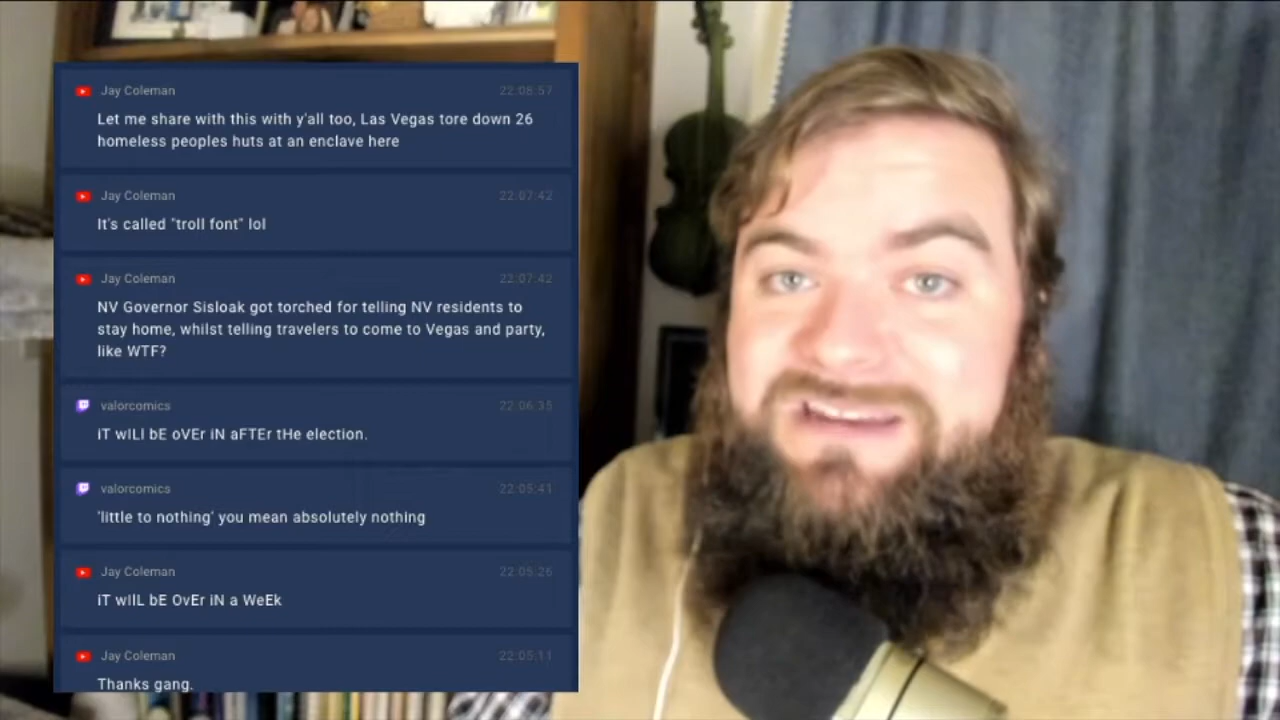 Jay Coleman 22:08:57
Let me share with this with y'all too, Las Vegas tore down 26
homeless peoples huts at an enclave here
Jay Coleman 22:07:42
It's called "troll font" lol
Jay Coleman 22:07:42
NV Governor Sisloak got torched for telling NV residents to
stay home, whilst telling travelers to come to Vegas and party,
like WTF?
valorcomics 22:06:35
iT wILl bE oVEr iN aFTEr tHe election.
valorcomics 22:05:41
'little to nothing' you mean absolutely nothing
Jay Coleman 22:05:26
iT wIlL bE OvEr iN a WeEk
Jay Coleman 22:05:11
Thanks gang.